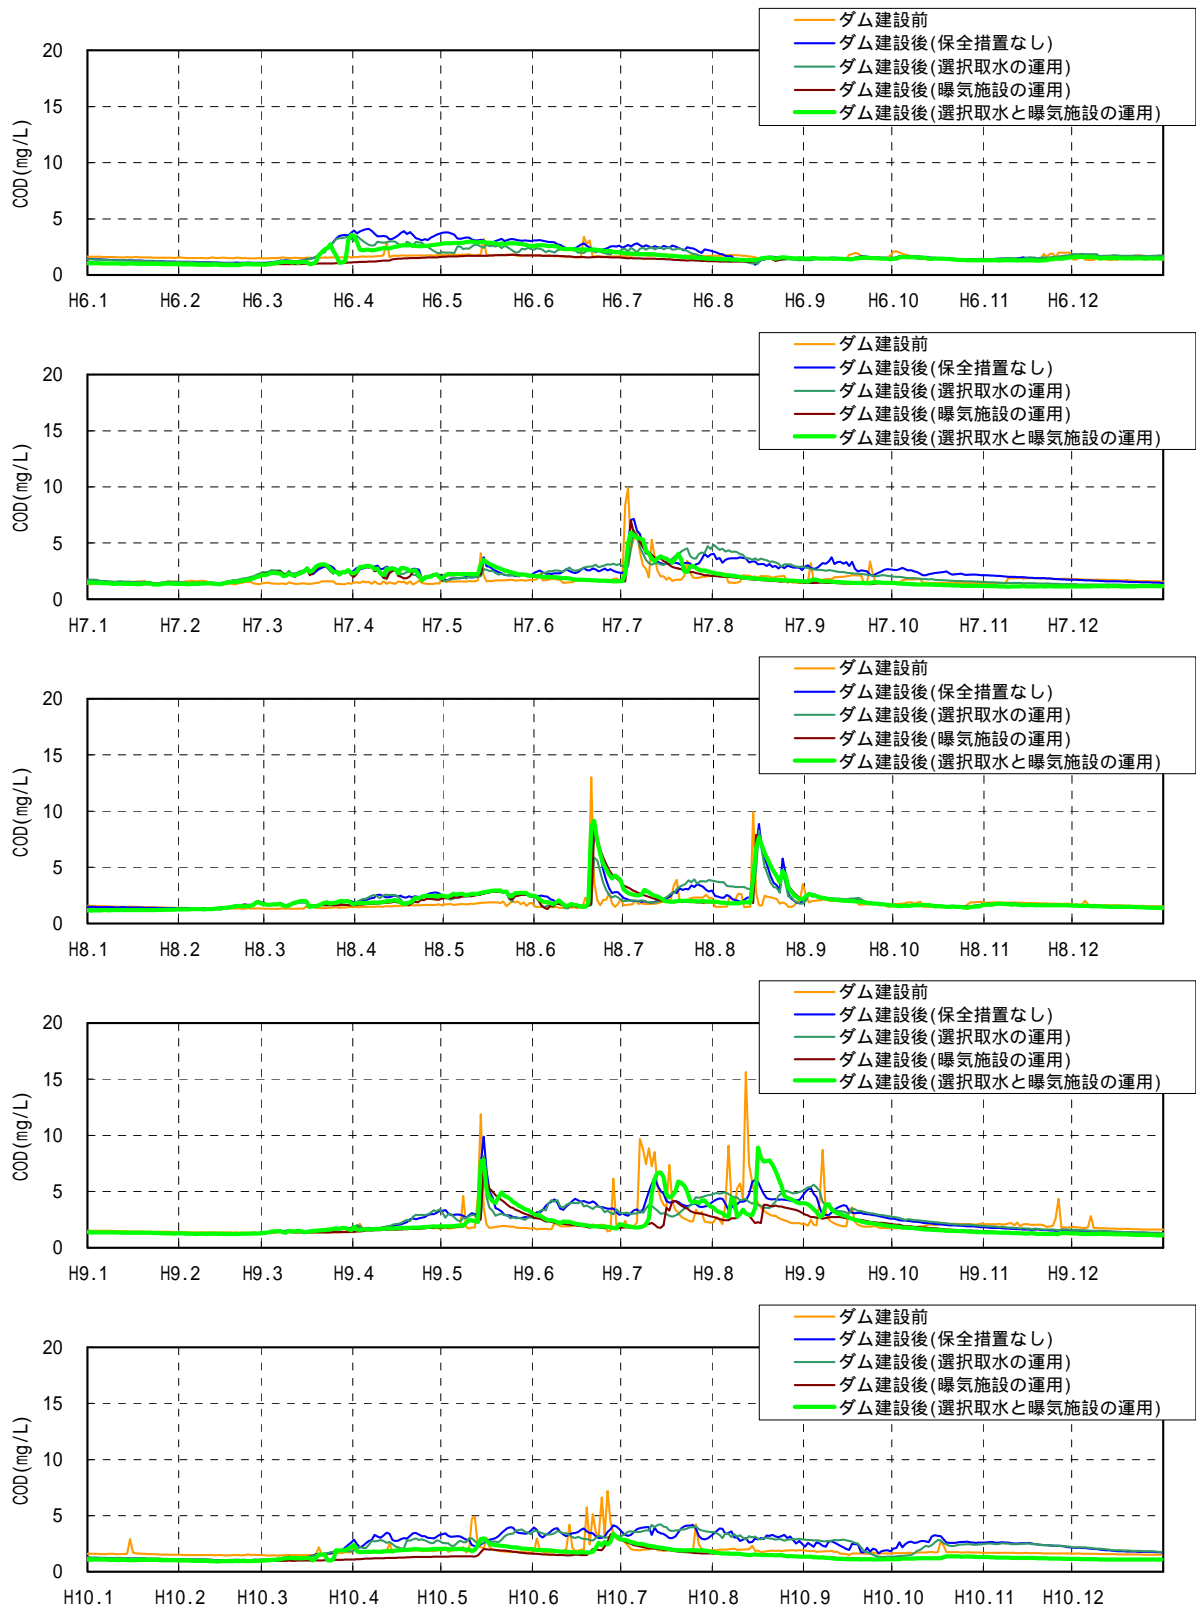 ダム建設前
ダム建設後(保全措置なし)
ダム建設後(選択取水の運用)
ダム建設後(曝気施設の運用)
ダム建設後(選択取水と曝気施設の運用)
COD(mg/L)
20
15
10
5
0
H6.1 H6.2 H6.3 H6.4 H6.5 H6.6 H6.7 H6.8 H6.9 H6.10 H6.11 H6.12
ダム建設前
ダム建設後(保全措置なし)
ダム建設後(選択取水の運用)
ダム建設後(曝気施設の運用)
ダム建設後(選択取水と曝気施設の運用)
COD(mg/L)
20
15
10
5
0
H7.1 H7.2 H7.3 H7.4 H7.5 H7.6 H7.7 H7.8 H7.9 H7.10 H7.11 H7.12
ダム建設前
ダム建設後(保全措置なし)
ダム建設後(選択取水の運用)
ダム建設後(曝気施設の運用)
ダム建設後(選択取水と曝気施設の運用)
COD(mg/L)
20
15
10
5
0
H8.1 H8.2 H8.3 H8.4 H8.5 H8.6 H8.7 H8.8 H8.9 H8.10 H8.11 H8.12
ダム建設前
ダム建設後(保全措置なし)
ダム建設後(選択取水の運用)
ダム建設後(曝気施設の運用)
ダム建設後(選択取水と曝気施設の運用)
COD(mg/L)
20
15
10
5
0
H9.1 H9.2 H9.3 H9.4 H9.5 H9.6 H9.7 H9.8 H9.9 H9.10 H9.11 H9.12
ダム建設前
ダム建設後(保全措置なし)
ダム建設後(選択取水の運用)
ダム建設後(曝気施設の運用)
ダム建設後(選択取水と曝気施設の運用)
COD(mg/L)
20
15
10
5
0
H10.1 H10.2 H10.3 H10.4 H10.5 H10.6 H10.7 H10.8 H10.9 H10.10 H10.11 H10.12